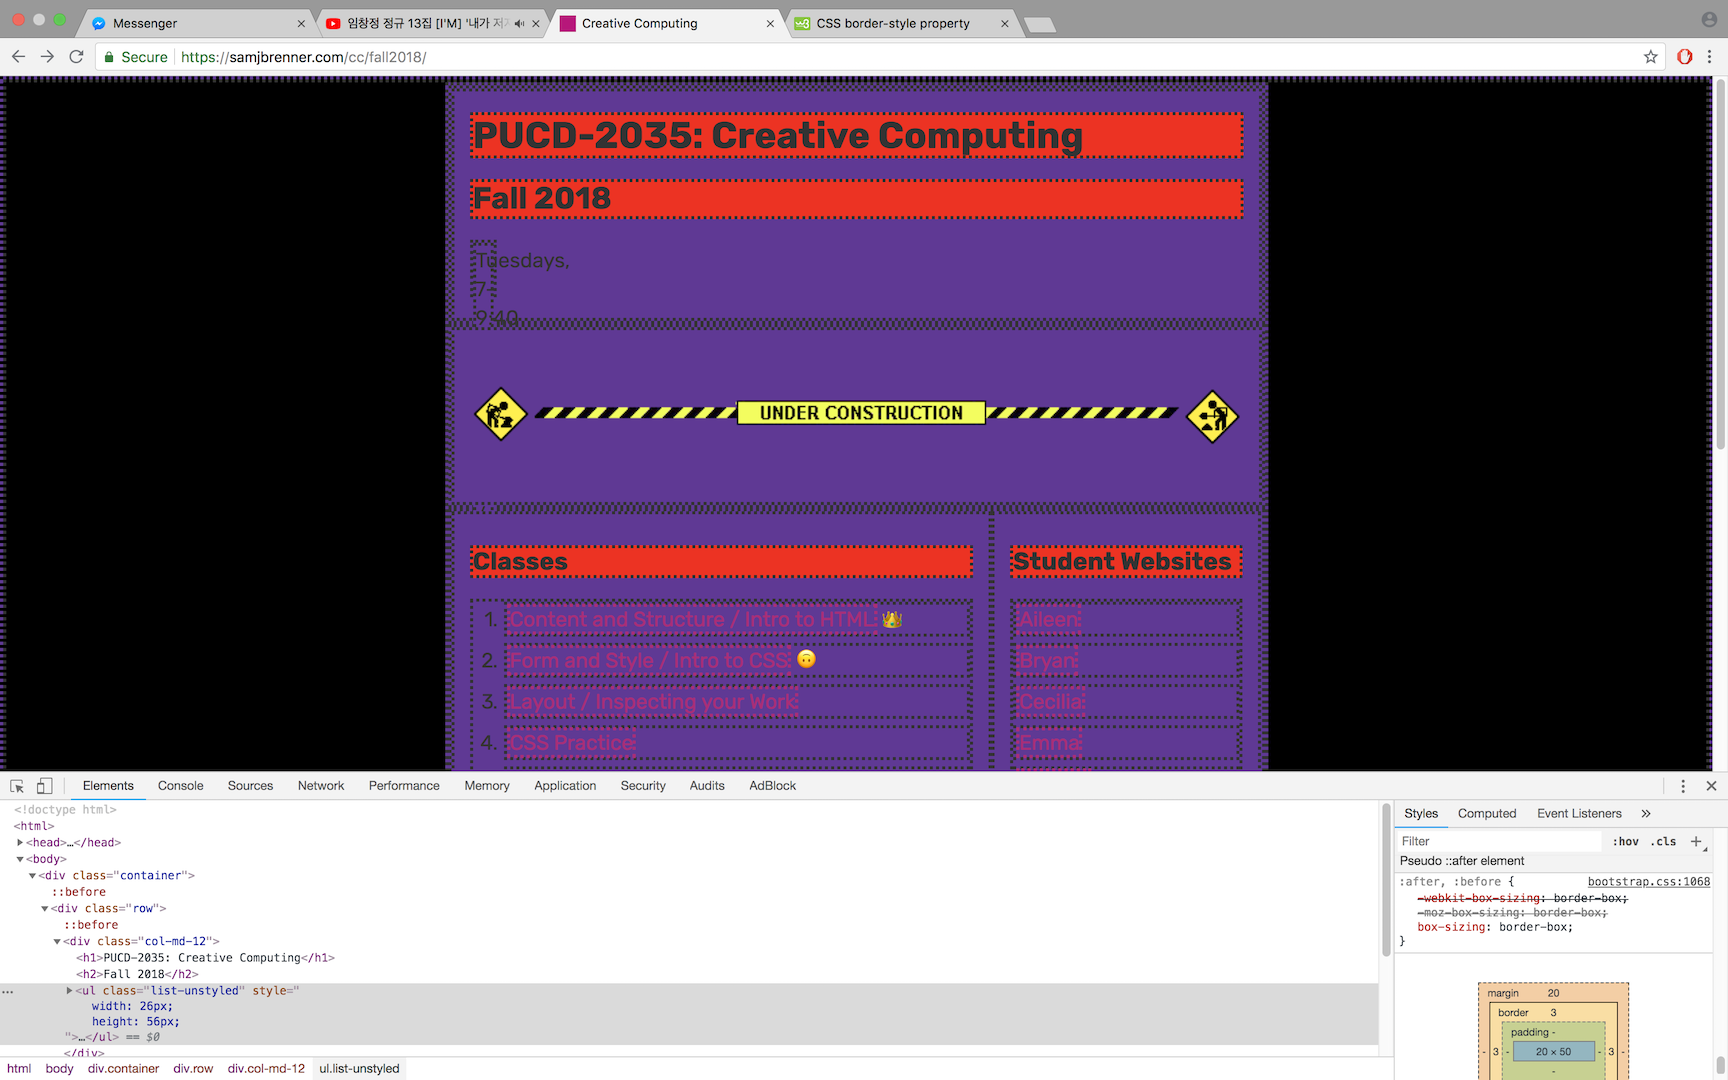 Messenger
임창정 정규 13집 [I'M] '내가 저지
Creative Computing
CSS border-style property
Secure
https://samjbrenner.com/cc/fall2018/
PUCD-2035: Creative Computing
Fall 2018
Tuesdays,
7-
9:40
UNDER CONSTRUCTION
Classes
Student Websites
1. Content and Structure / Intro to HTML 👑
Aileen
2. Form and Style / Intro to CSS 🙃
Bryan
3. Layout / Inspecting your Work
Cecilia
4. CSS Practice
Emma
Elements Console Sources Network Performance Memory Application Security Audits AdBlock
<!doctype html>
<html>
<head>…</head>
<body>
<div class="container">
::before
<div class="row">
::before
<div class="col-md-12">
<h1>PUCD-2035: Creative Computing</h1>
<h2>Fall 2018</h2>
<ul class="list-unstyled" style="
width: 26px;
height: 56px;
">…</ul> == $0
</div>
html body div.container div.row div.col-md-12 ul.list-unstyled
Styles Computed Event Listeners »
Filter :hov .cls +
Pseudo ::after element
:after, :before { bootstrap.css:1068
-webkit-box-sizing: border-box;
-moz-box-sizing: border-box;
box-sizing: border-box;
}
margin 20
border 3
padding -
- 3 - 20 × 50 - 3 -
-